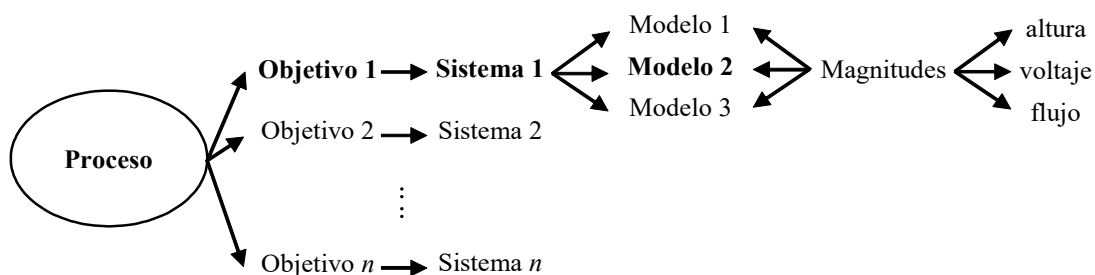 Modelo 1
altura
Objetivo 1 Sistema 1 Modelo 2 Magnitudes voltaje
Modelo 3
flujo
Objetivo 2 Sistema 2
Proceso
⋮
Objetivo n Sistema n